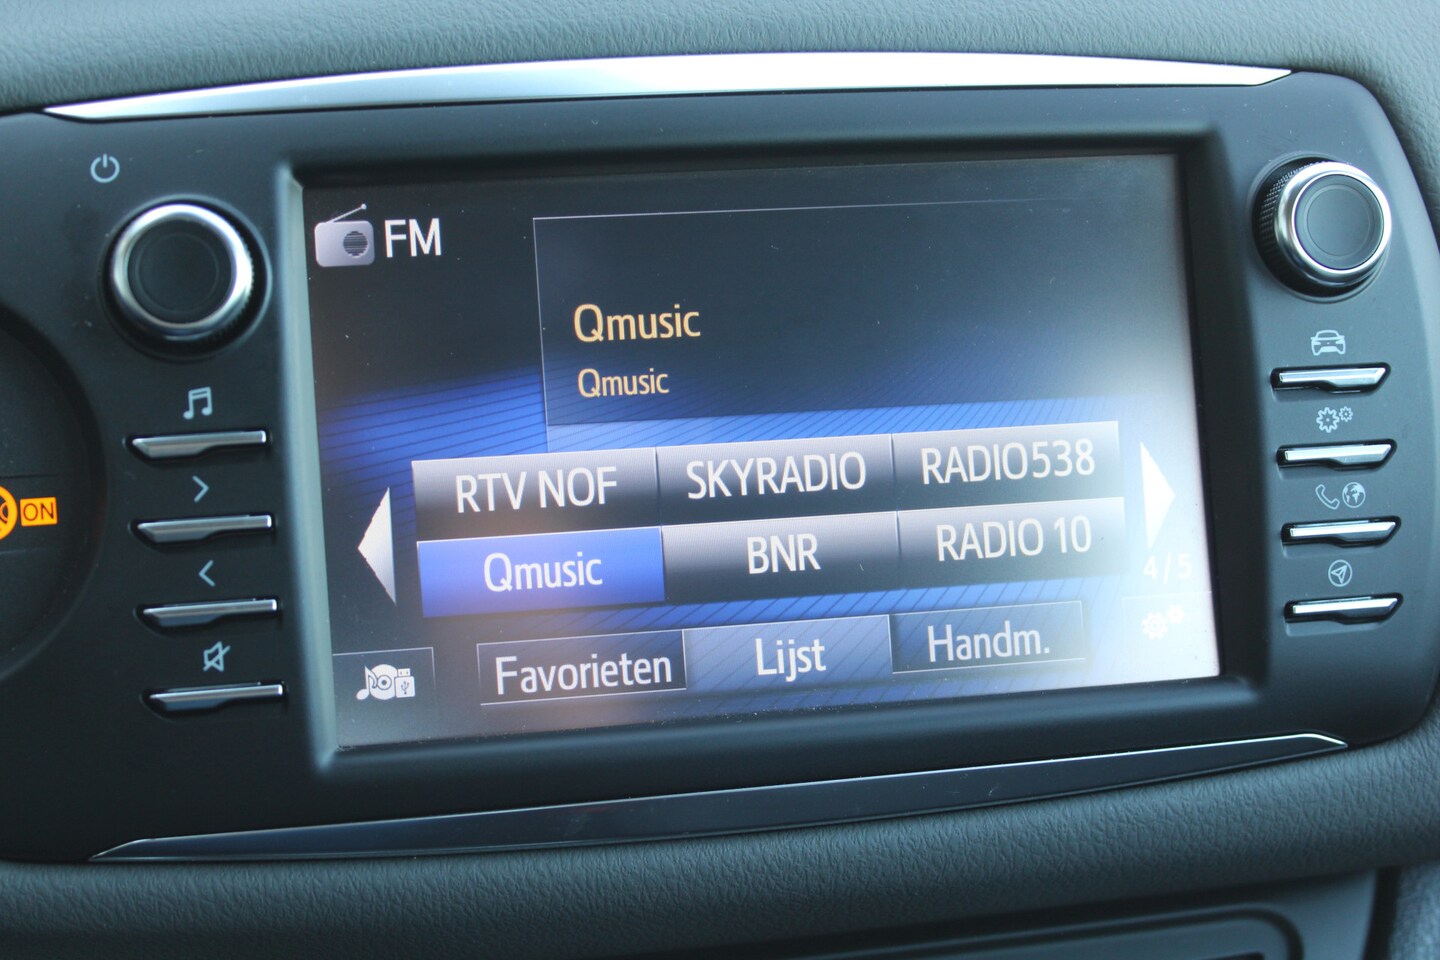 FM
Qmusic
Qmusic
RTV NOF SKYRADIO RADIO538
Qmusic BNR RADIO 10
4/5
Favorieten Lijst Handm.
ON